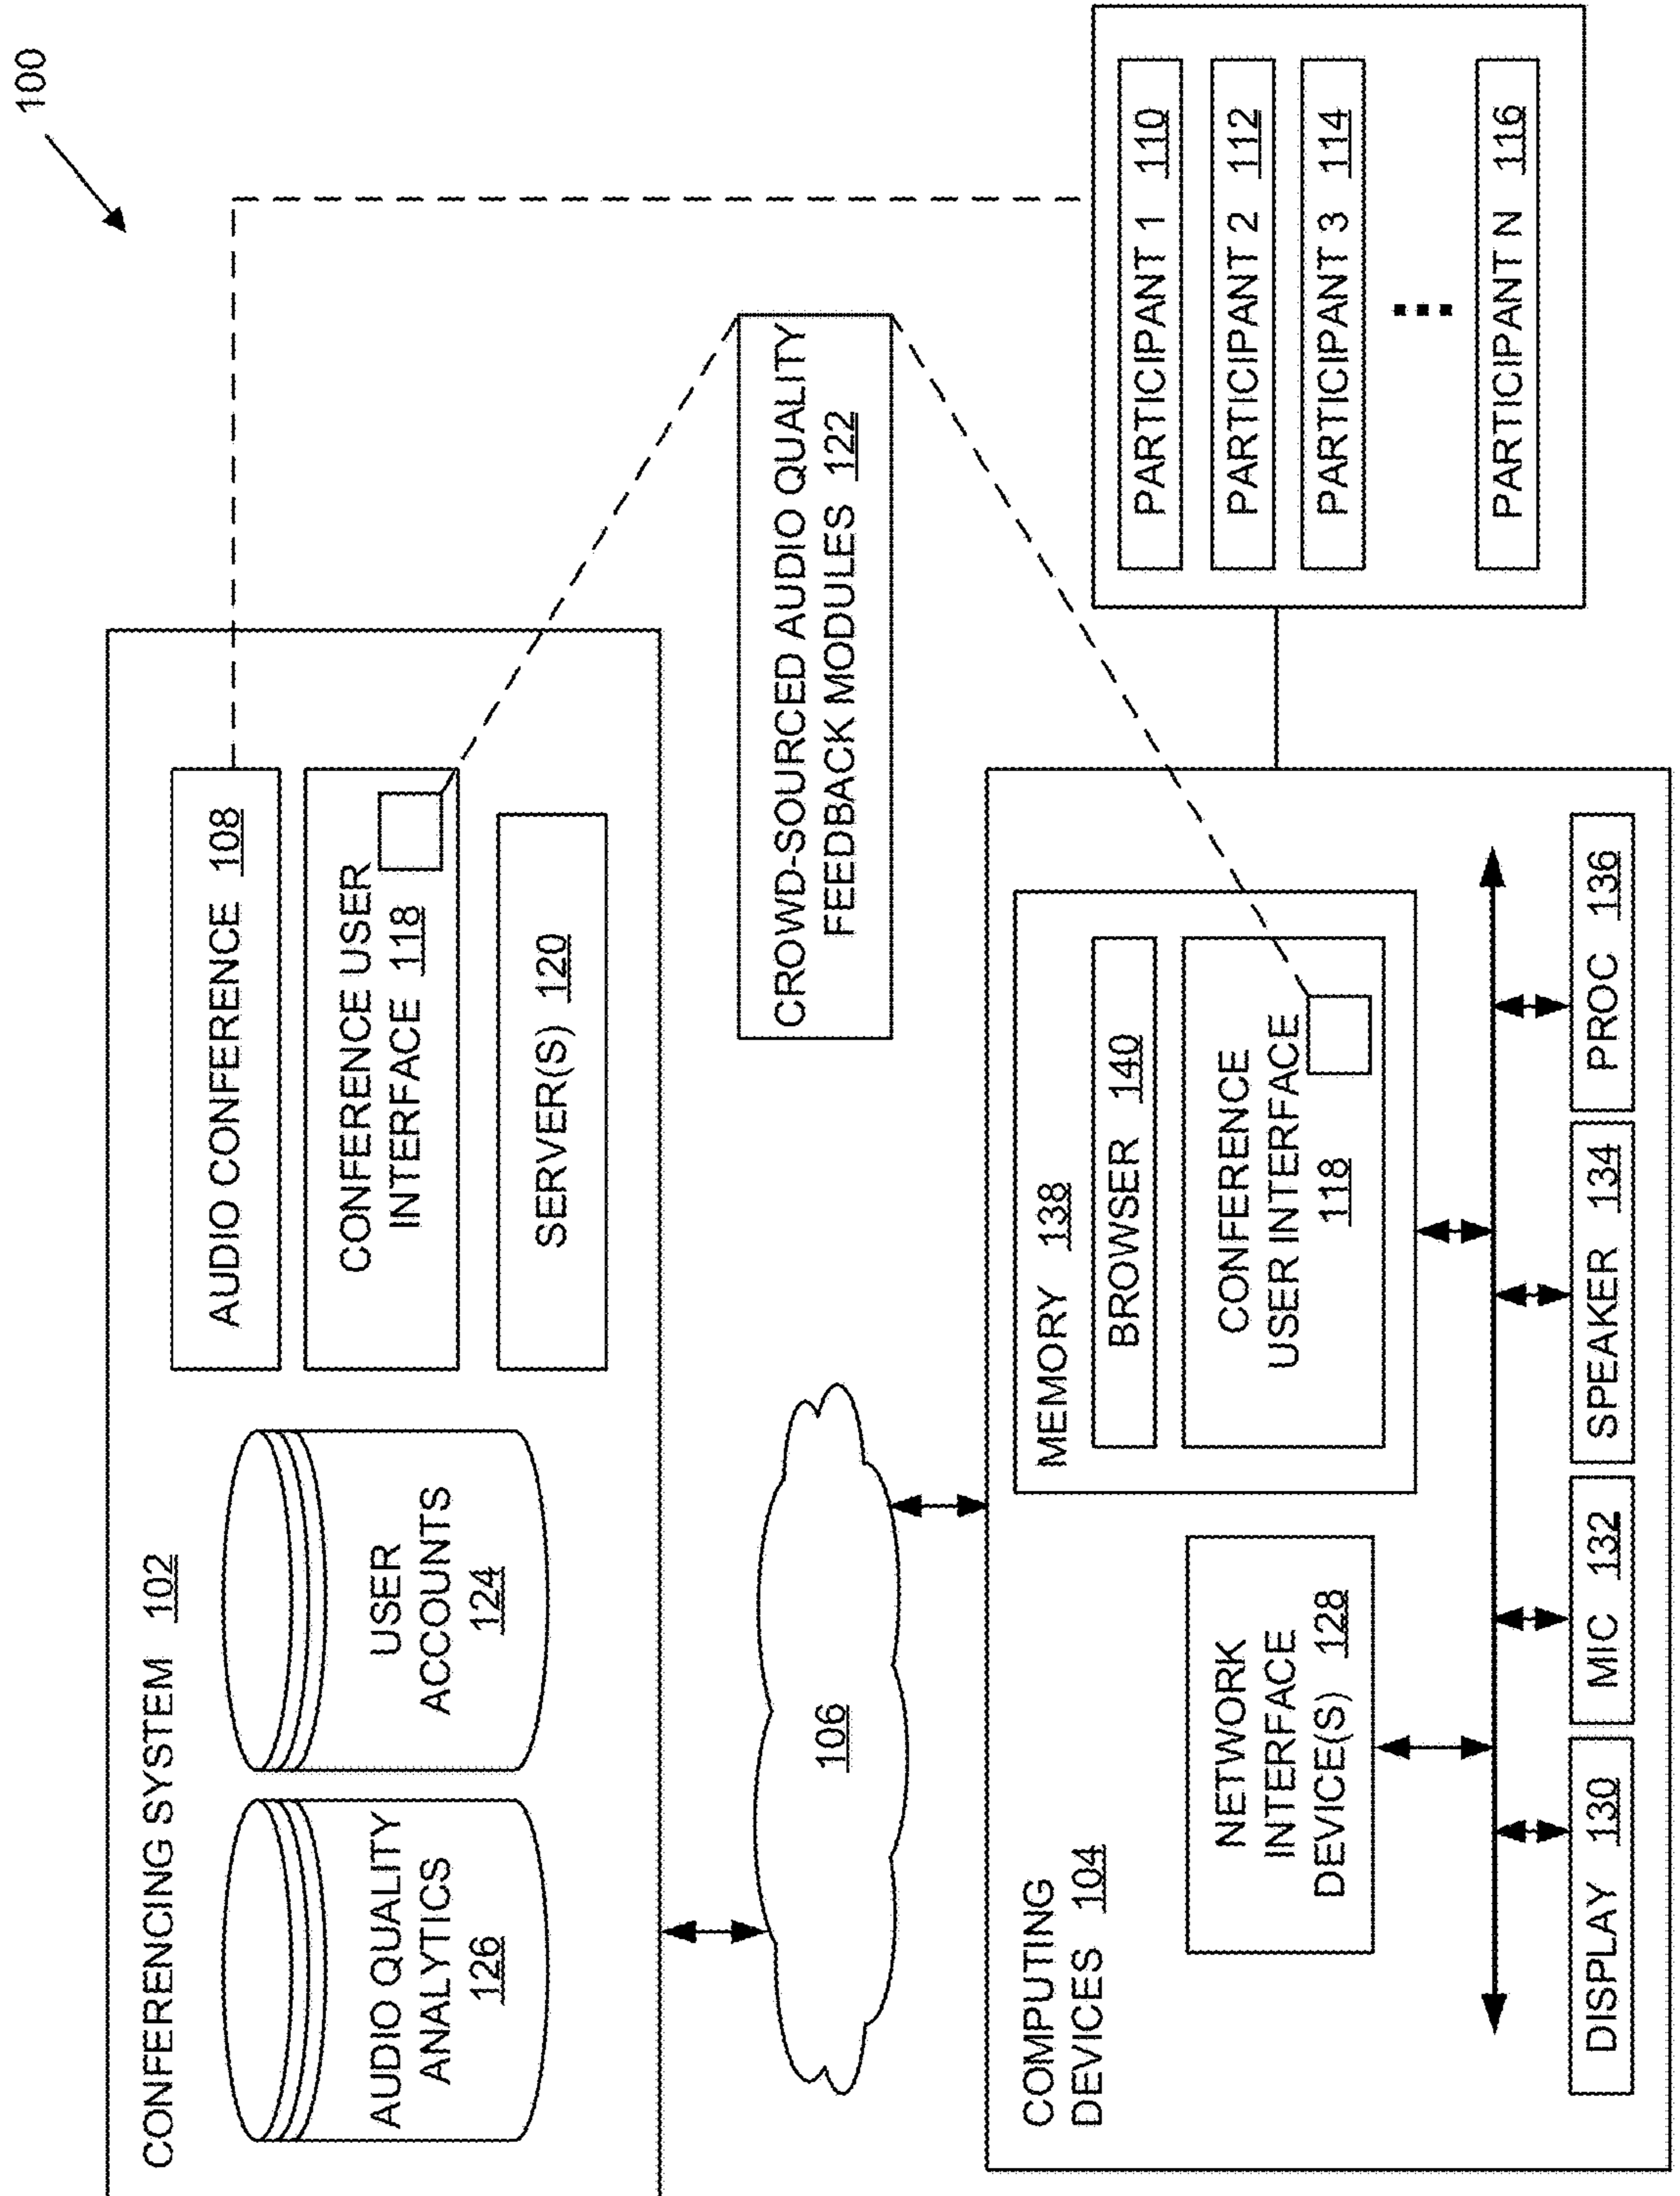 100
CONFERENCING SYSTEM 102
AUDIO QUALITY
ANALYTICS
126
USER
ACCOUNTS
124
AUDIO CONFERENCE 108
CONFERENCE USER
INTERFACE 118
SERVER(S) 120
106
CROWD-SOURCED AUDIO QUALITY
FEEDBACK MODULES 122
COMPUTING
DEVICES 104
NETWORK
INTERFACE
DEVICE(S) 128
MEMORY 138
BROWSER 140
CONFERENCE
USER INTERFACE
118
DISPLAY 130
MIC 132
SPEAKER 134
PROC 136
PARTICIPANT 1 110
PARTICIPANT 2 112
PARTICIPANT 3 114
PARTICIPANT N 116